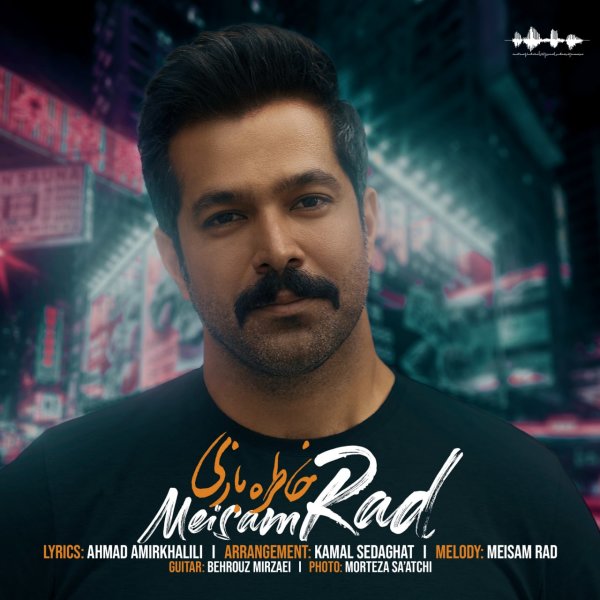 خاطره بازی
Meisam Rad
LYRICS: AHMAD AMIRKHALILI I ARRANGEMENT: KAMAL SEDAGHAT I MELODY: MEISAM RAD
GUITAR: BEHROUZ MIRZAEI I PHOTO: MORTEZA SA'ATCHI